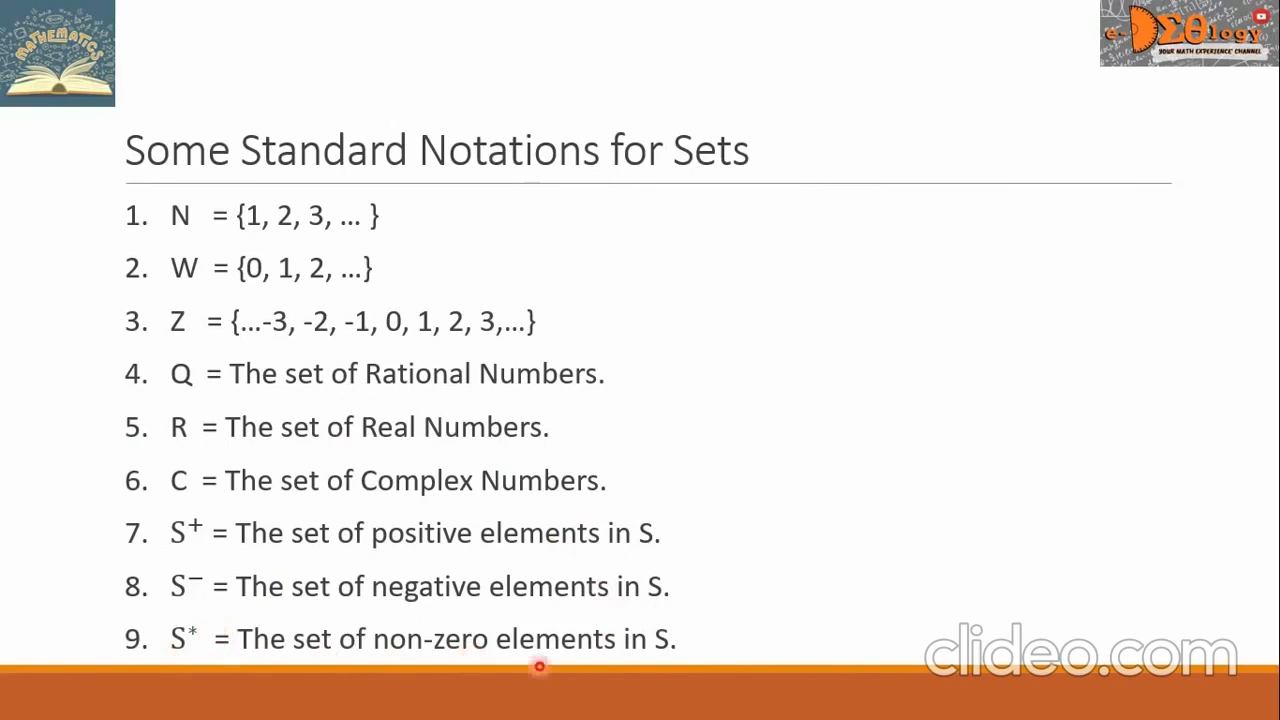 MATHEMATICS
e-DΣθlogy
YOUR MATH EXPERIENCE CHANNEL
Some Standard Notations for Sets
1. N = {1, 2, 3, … }
2. W = {0, 1, 2, …}
3. Z = {…-3, -2, -1, 0, 1, 2, 3,…}
4. Q = The set of Rational Numbers.
5. R = The set of Real Numbers.
6. C = The set of Complex Numbers.
7. S⁺ = The set of positive elements in S.
8. S⁻ = The set of negative elements in S.
9. S* = The set of non-zero elements in S.
clideo.com